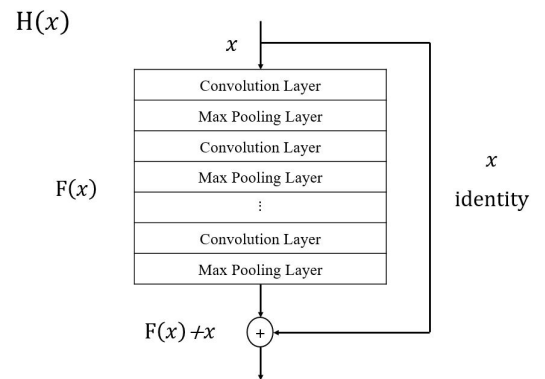 H(x)
x
Convolution Layer
Max Pooling Layer
Convolution Layer
F(x)
Max Pooling Layer
⋮
Convolution Layer
Max Pooling Layer
x
identity
F(x)+x
+